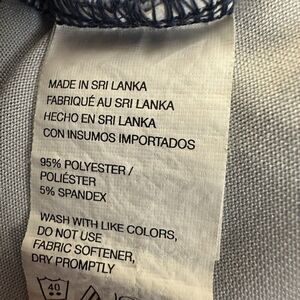 MADE IN SRI LANKA
FABRIQUÉ AU SRI LANKA
HECHO EN SRI LANKA
CON INSUMOS IMPORTADOS
95% POLYESTER /
POLIÉSTER
5% SPANDEX
WASH WITH LIKE COLORS,
DO NOT USE
FABRIC SOFTENER,
DRY PROMPTLY
40